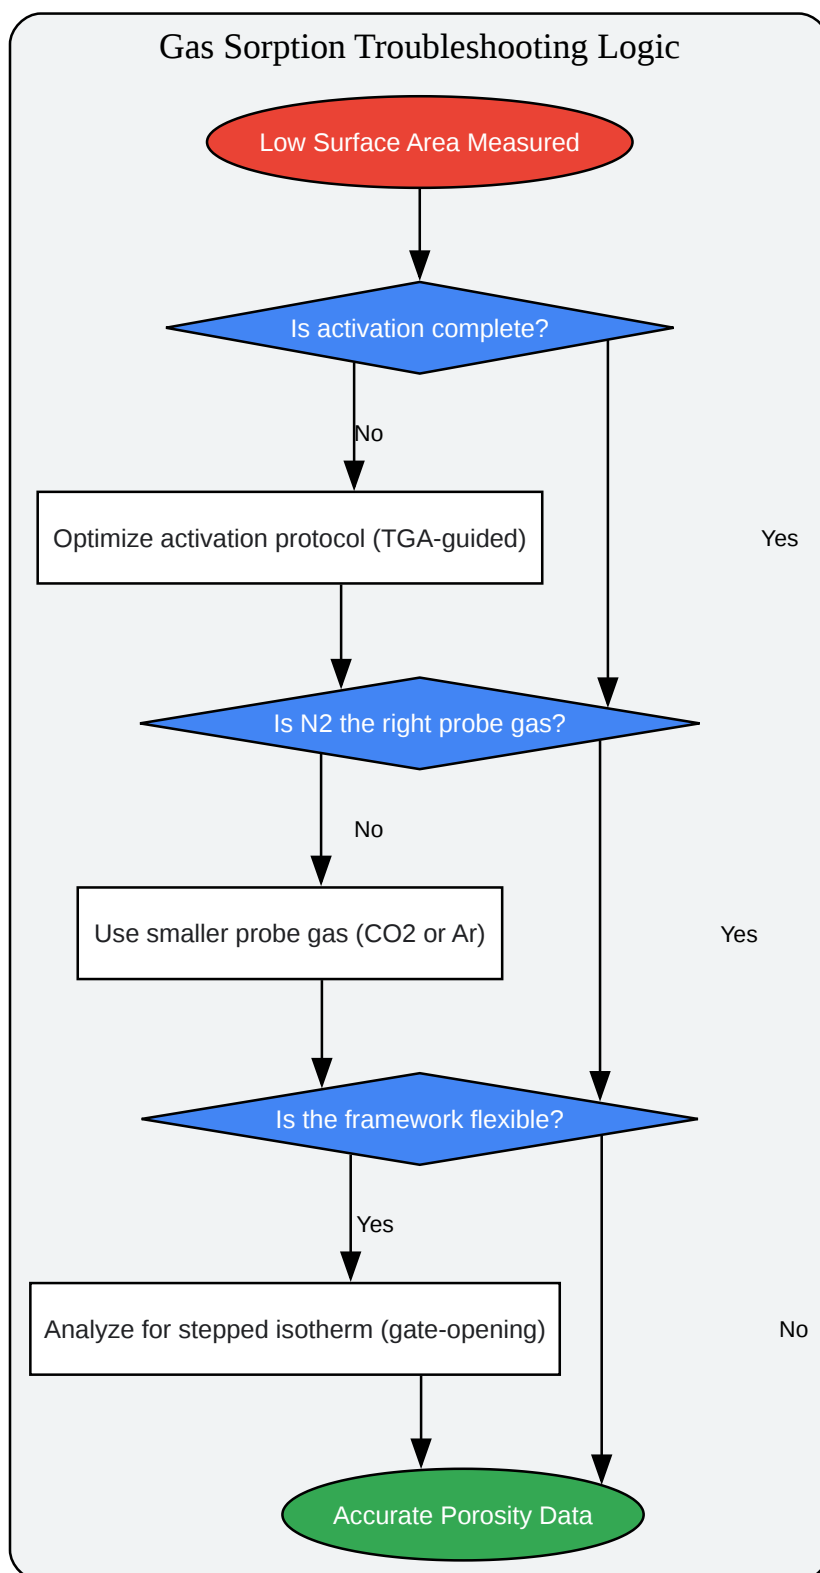 Gas Sorption Troubleshooting Logic
Low Surface Area Measured
Is activation complete?
No
Optimize activation protocol (TGA-guided)
Yes
Is N2 the right probe gas?
No
Use smaller probe gas (CO2 or Ar)
Yes
Is the framework flexible?
Yes
Analyze for stepped isotherm (gate-opening)
No
Accurate Porosity Data